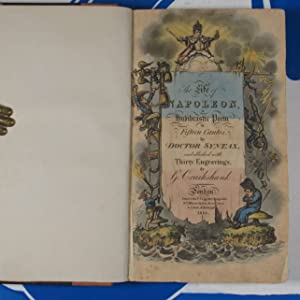 The Life of
NAPOLEON,
Hudibrastic Poem
in
Fifteen Cantos,
by
DOCTOR SYNTAX,
embellished with
Thirty Engravings,
by
G. Cruikshank.
London
1815.